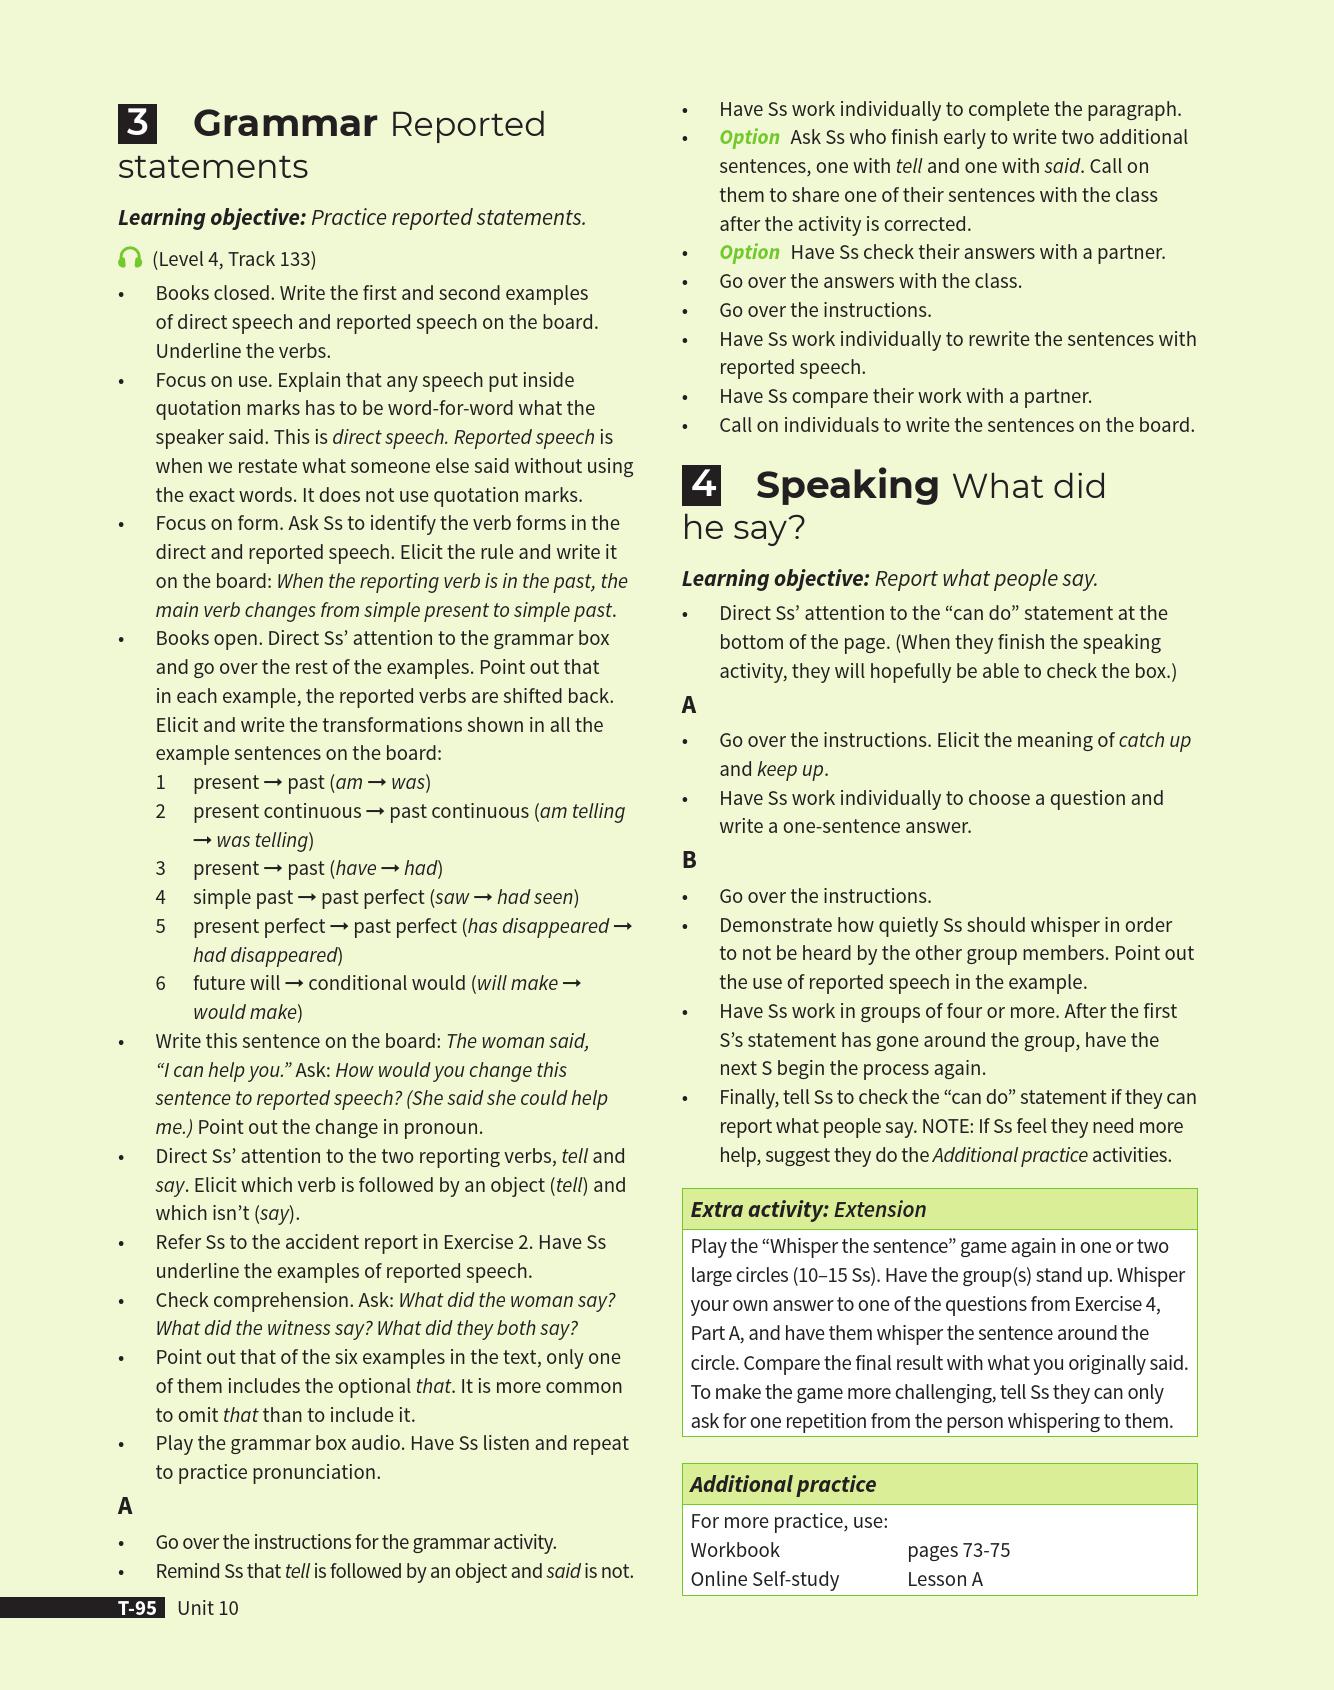 3 Grammar Reported
statements
Learning objective: Practice reported statements.
(Level 4, Track 133)
• Books closed. Write the first and second examples
of direct speech and reported speech on the board.
Underline the verbs.
• Focus on use. Explain that any speech put inside
quotation marks has to be word-for-word what the
speaker said. This is direct speech. Reported speech is
when we restate what someone else said without using
the exact words. It does not use quotation marks.
• Focus on form. Ask Ss to identify the verb forms in the
direct and reported speech. Elicit the rule and write it
on the board: When the reporting verb is in the past, the
main verb changes from simple present to simple past.
• Books open. Direct Ss’ attention to the grammar box
and go over the rest of the examples. Point out that
in each example, the reported verbs are shifted back.
Elicit and write the transformations shown in all the
example sentences on the board:
1 present → past (am → was)
2 present continuous → past continuous (am telling
→ was telling)
3 present → past (have → had)
4 simple past → past perfect (saw → had seen)
5 present perfect → past perfect (has disappeared →
had disappeared)
6 future will → conditional would (will make →
would make)
• Write this sentence on the board: The woman said,
“I can help you.” Ask: How would you change this
sentence to reported speech? (She said she could help
me.) Point out the change in pronoun.
• Direct Ss’ attention to the two reporting verbs, tell and
say. Elicit which verb is followed by an object (tell) and
which isn’t (say).
• Refer Ss to the accident report in Exercise 2. Have Ss
underline the examples of reported speech.
• Check comprehension. Ask: What did the woman say?
What did the witness say? What did they both say?
• Point out that of the six examples in the text, only one
of them includes the optional that. It is more common
to omit that than to include it.
• Play the grammar box audio. Have Ss listen and repeat
to practice pronunciation.
A
• Go over the instructions for the grammar activity.
• Remind Ss that tell is followed by an object and said is not.
• Have Ss work individually to complete the paragraph.
• Option Ask Ss who finish early to write two additional
sentences, one with tell and one with said. Call on
them to share one of their sentences with the class
after the activity is corrected.
• Option Have Ss check their answers with a partner.
• Go over the answers with the class.
• Go over the instructions.
• Have Ss work individually to rewrite the sentences with
reported speech.
• Have Ss compare their work with a partner.
• Call on individuals to write the sentences on the board.
4 Speaking What did
he say?
Learning objective: Report what people say.
• Direct Ss’ attention to the “can do” statement at the
bottom of the page. (When they finish the speaking
activity, they will hopefully be able to check the box.)
A
• Go over the instructions. Elicit the meaning of catch up
and keep up.
• Have Ss work individually to choose a question and
write a one-sentence answer.
B
• Go over the instructions.
• Demonstrate how quietly Ss should whisper in order
to not be heard by the other group members. Point out
the use of reported speech in the example.
• Have Ss work in groups of four or more. After the first
S’s statement has gone around the group, have the
next S begin the process again.
• Finally, tell Ss to check the “can do” statement if they can
report what people say. NOTE: If Ss feel they need more
help, suggest they do the Additional practice activities.
Extra activity: Extension
Play the “Whisper the sentence” game again in one or two
large circles (10–15 Ss). Have the group(s) stand up. Whisper
your own answer to one of the questions from Exercise 4,
Part A, and have them whisper the sentence around the
circle. Compare the final result with what you originally said.
To make the game more challenging, tell Ss they can only
ask for one repetition from the person whispering to them.
Additional practice
For more practice, use:
Workbook pages 73-75
Online Self-study Lesson A
T-95 Unit 10